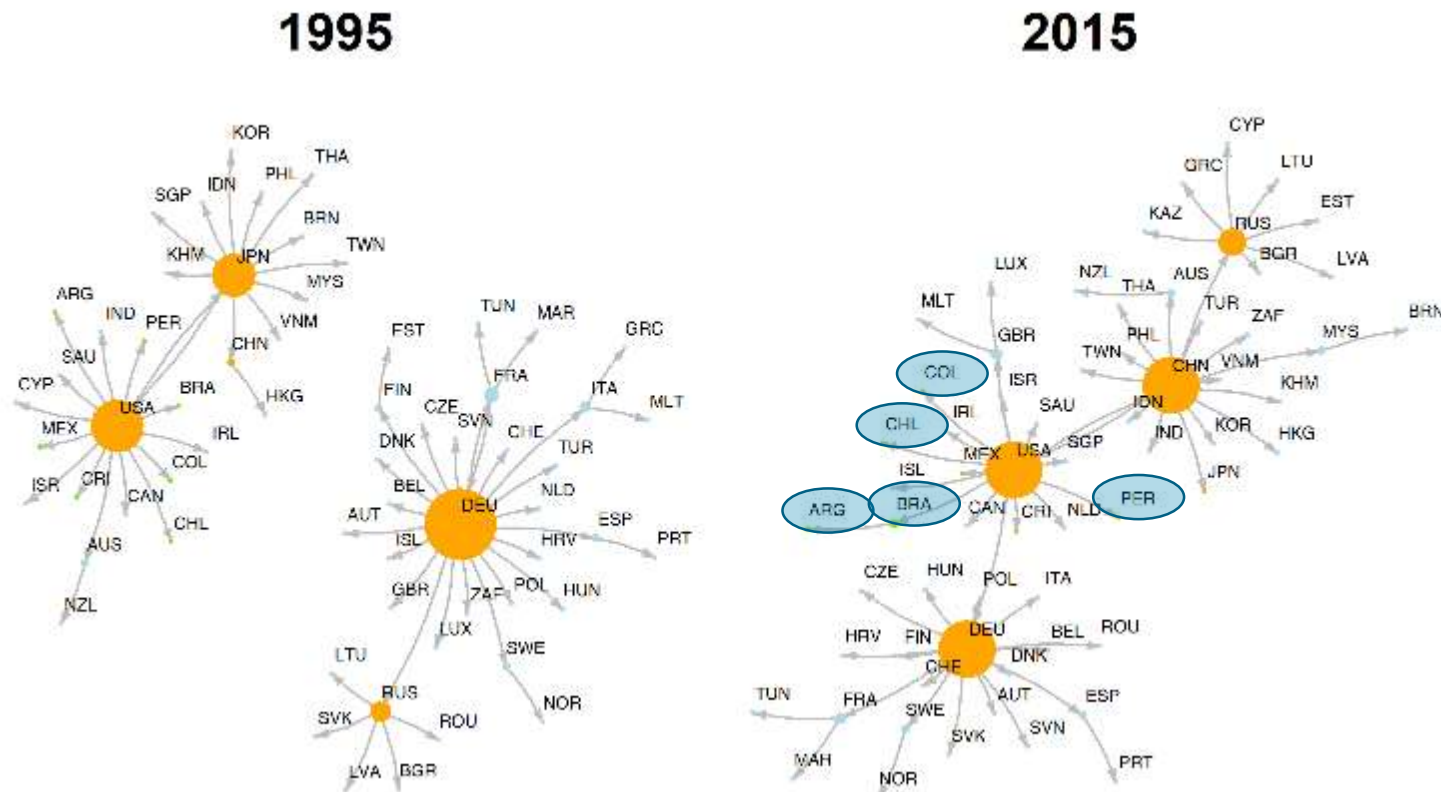 1995
2015
KOR
THA
IDN
PHL
SGP
BRN
JPN
TWN
KHM
MYS
VNM
CHN
HKG
ARG
IND
PER
SAU
CYP
USA
BRA
MEX
IRL
COL
ISR
CRI
CAN
CHL
AUS
NZL
TUN
MAR
GRC
EST
FRA
ITA
FIN
MLT
CZE
SVN
CHE
DNK
TUR
BEL
NLD
DEU
AUT
ESP
ISL
HRV
PRT
GBR
ZAF
POL
HUN
LUX
SWE
LTU
NOR
RUS
SVK
ROU
LVA
BGR
CYP
GRC
LTU
KAZ
RUS
EST
BGR
LVA
LUX
NZL
AUS
THA
MLT
TUR
ZAF
BRN
GBR
PHL
MYS
TWN
CHN
VNM
COL
ISR
KHM
IRL
SAU
IDN
CHL
MEX
USA
SGP
IND
KOR
HKG
ISL
JPN
ARG
BRA
CAN
CRI
NLD
PER
CZE
HUN
POL
ITA
HRV
FIN
DEU
BEL
ROU
CHE
DNK
TUN
FRA
SWE
AUT
ESP
SVK
SVN
MAH
NOR
PRT